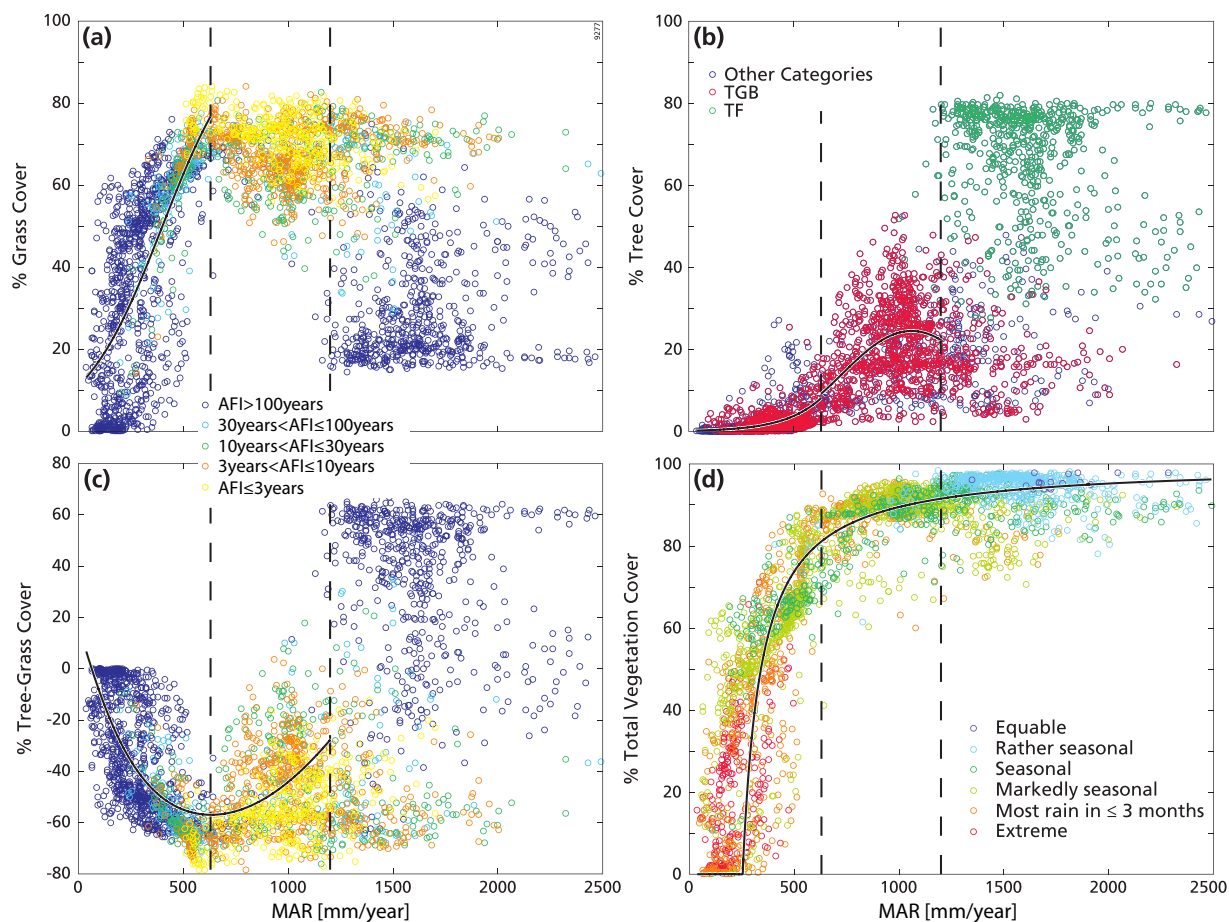 (a)
9277
100
80
60
40
20
0
% Grass Cover
AFI>100years
30years<AFI≤100years
10years<AFI≤30years
3years<AFI≤10years
AFI≤3years
(b)
100
80
60
40
20
0
% Tree Cover
Other Categories
TGB
TF
(c)
80
60
40
20
0
-20
-40
-60
-80
% Tree-Grass Cover
0 500 1000 1500 2000 2500
MAR [mm/year]
(d)
100
80
60
40
20
0
% Total Vegetation Cover
Equable
Rather seasonal
Seasonal
Markedly seasonal
Most rain in ≤ 3 months
Extreme
0 500 1000 1500 2000 2500
MAR [mm/year]